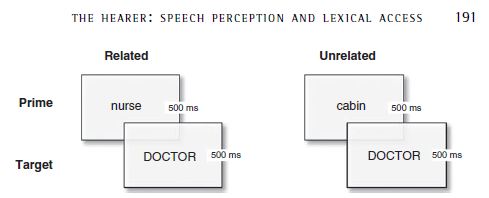 THE HEARER: SPEECH PERCEPTION AND LEXICAL ACCESS 191
Related Unrelated
Prime nurse 500 ms cabin 500 ms
Target DOCTOR 500 ms DOCTOR 500 ms